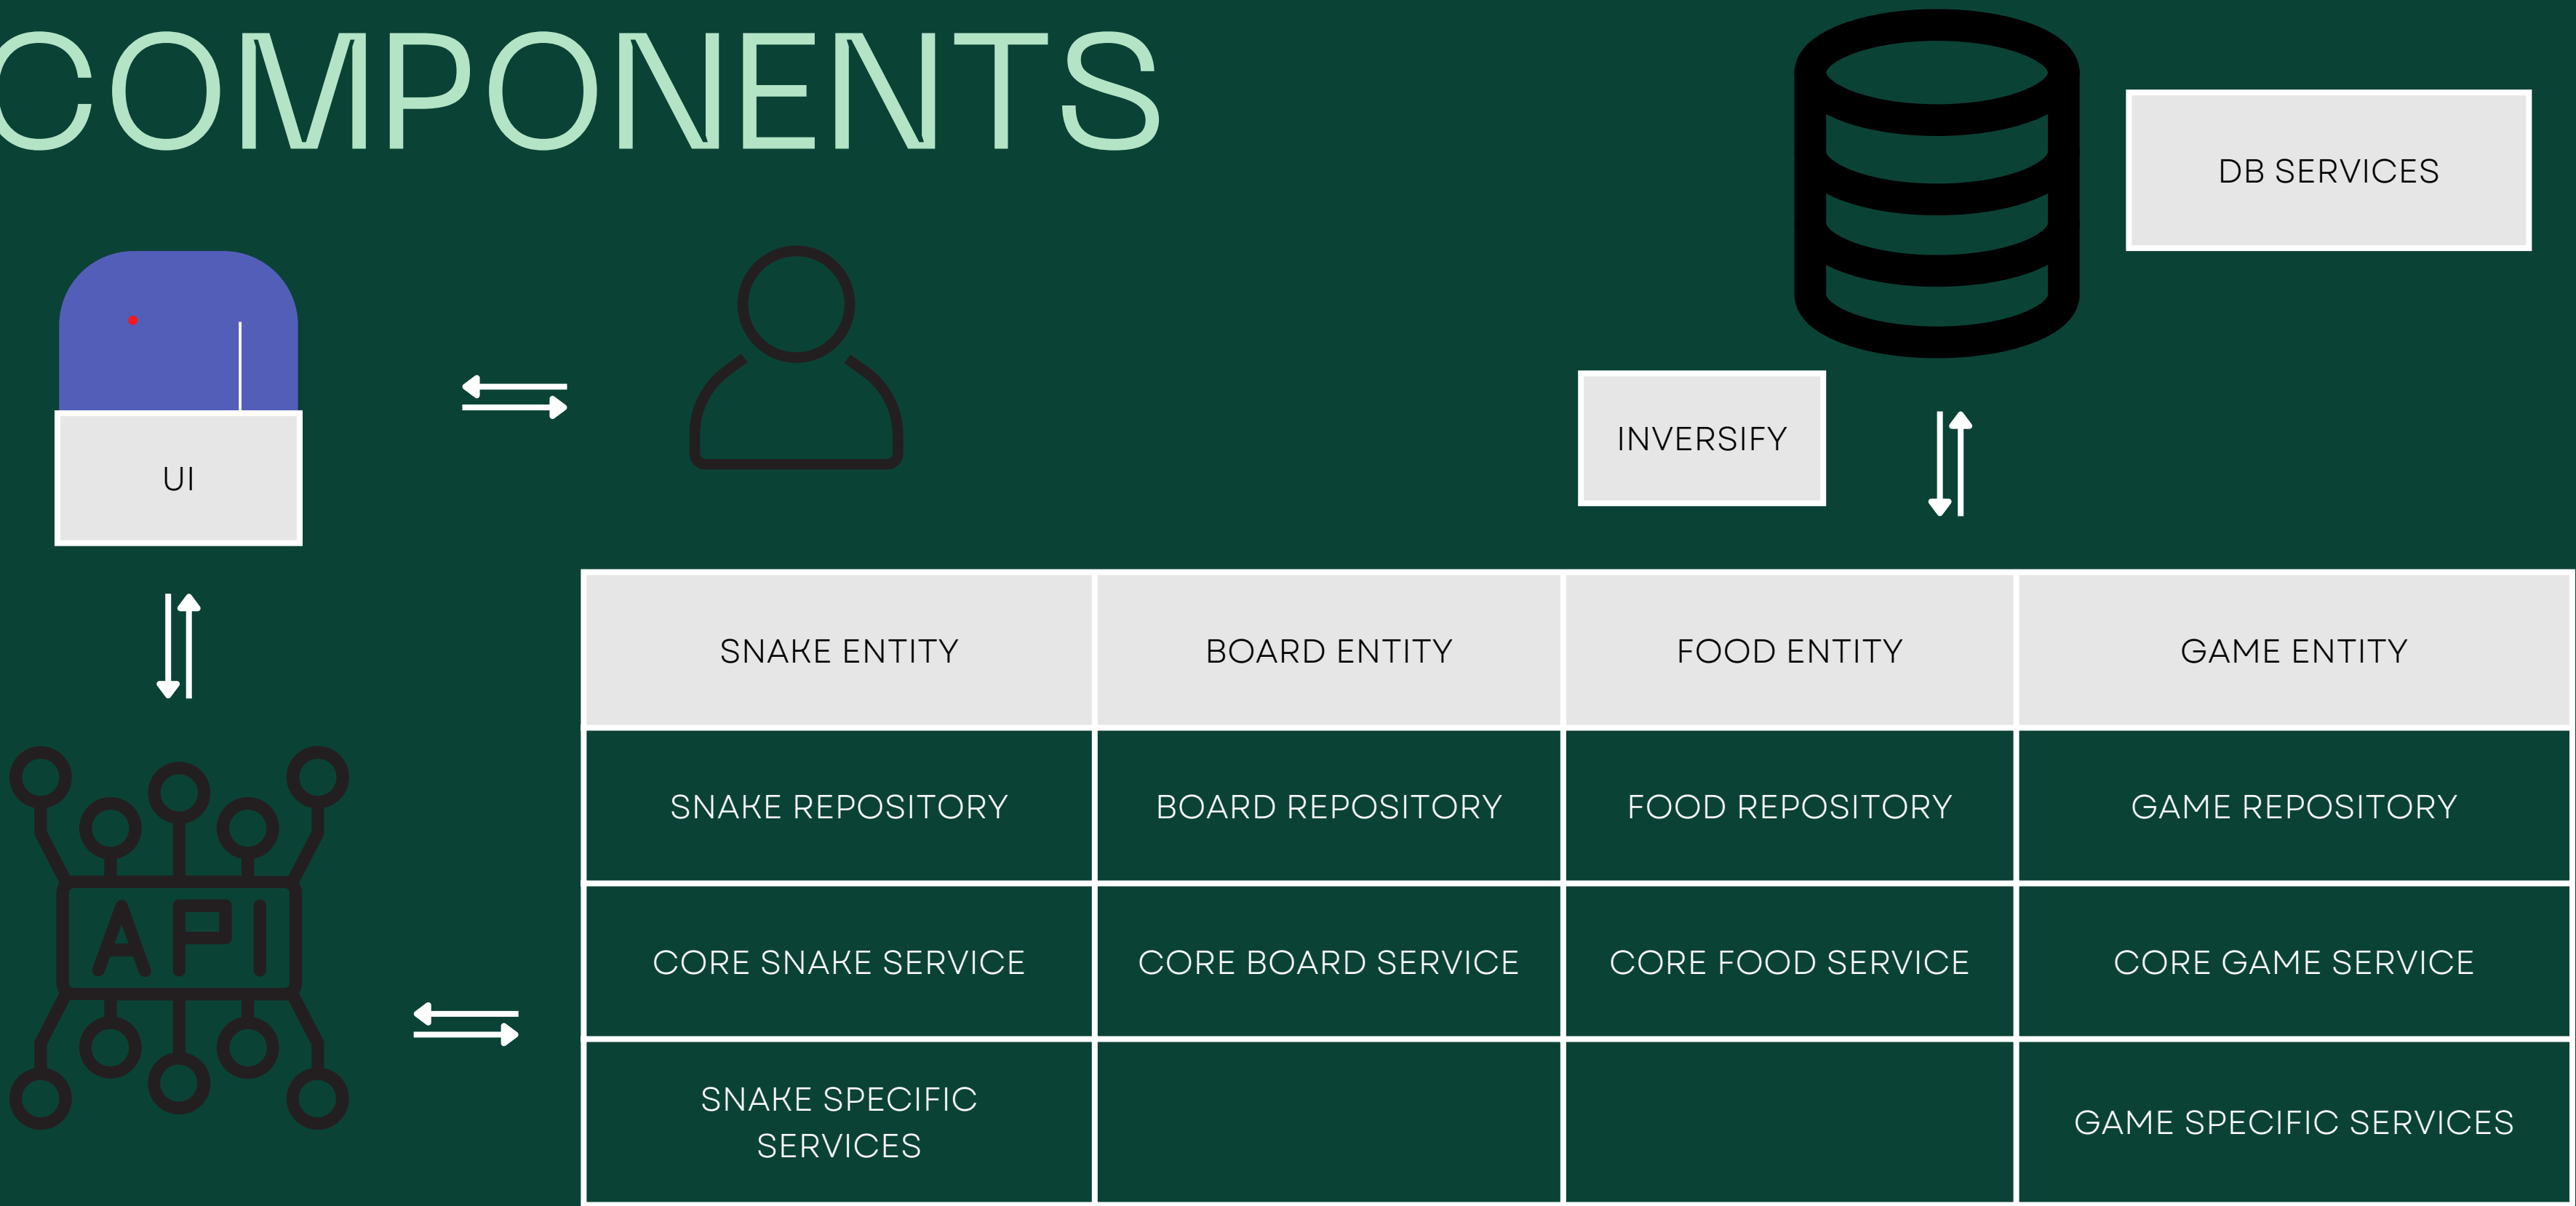 COMPONENTS
DB SERVICES
INVERSIFY
UI
SNAKE ENTITY
BOARD ENTITY
FOOD ENTITY
GAME ENTITY
SNAKE REPOSITORY
BOARD REPOSITORY
FOOD REPOSITORY
GAME REPOSITORY
API
CORE SNAKE SERVICE
CORE BOARD SERVICE
CORE FOOD SERVICE
CORE GAME SERVICE
SNAKE SPECIFIC
SERVICES
GAME SPECIFIC SERVICES